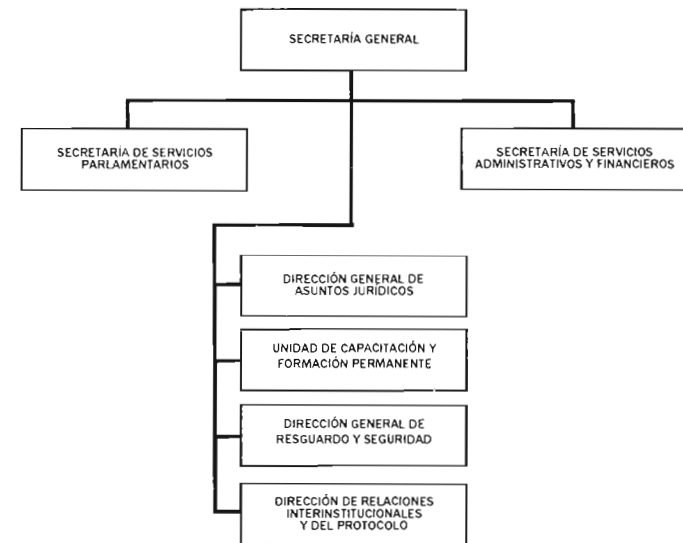 SECRETARÍA GENERAL
SECRETARÍA DE SERVICIOS
PARLAMENTARIOS
SECRETARÍA DE SERVICIOS
ADMINISTRATIVOS Y FINANCIEROS
DIRECCIÓN GENERAL DE
ASUNTOS JURÍDICOS
UNIDAD DE CAPACITACIÓN Y
FORMACIÓN PERMANENTE
DIRECCIÓN GENERAL DE
RESGUARDO Y SEGURIDAD
DIRECCIÓN DE RELACIONES
INTERINSTITUCIONALES
Y DEL PROTOCOLO